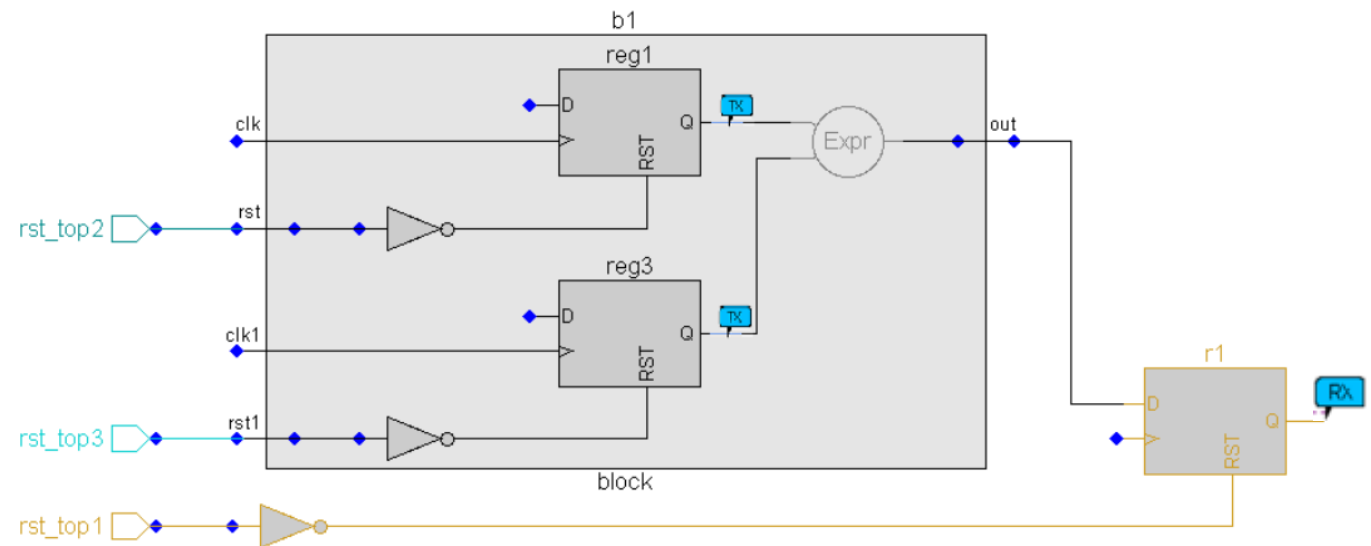 b1
reg1
D
Q
TX
RST
clk
Expr
out
rst_top2
rst
reg3
D
Q
TX
RST
clk1
r1
D
Q
RX
RST
rst_top3
rst1
block
rst_top1